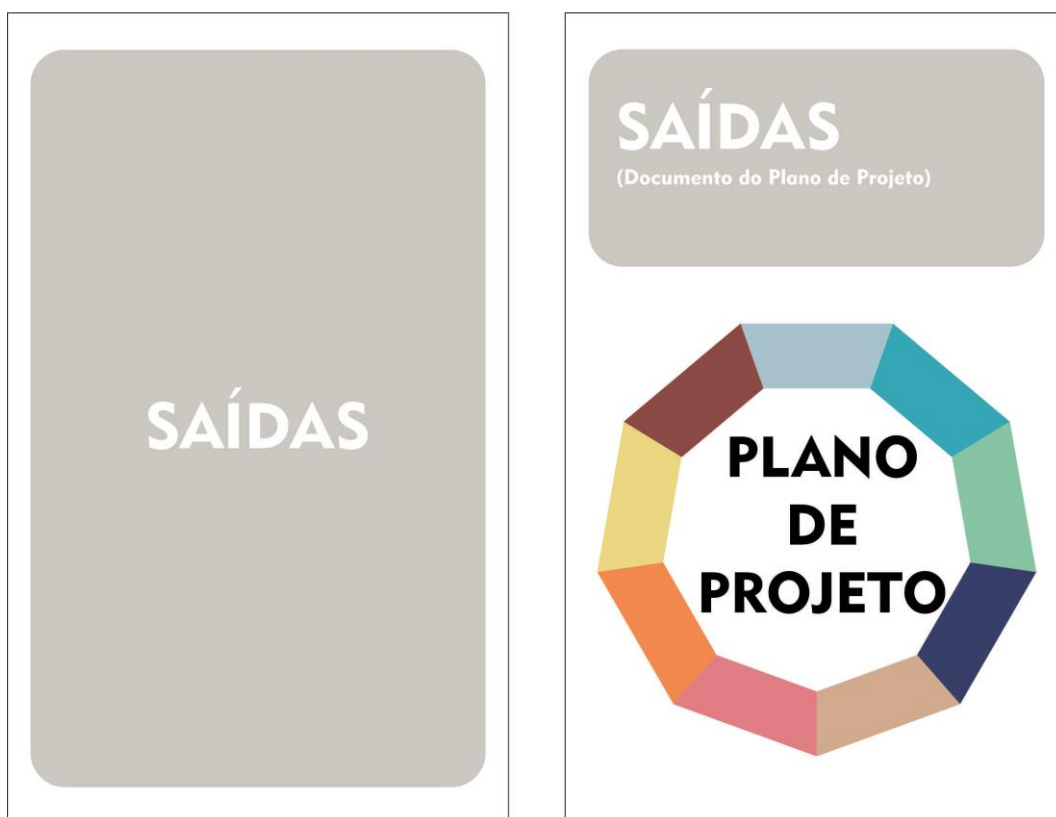 SAÍDAS
SAÍDAS
(Documento do Plano de Projeto)
PLANO
DE
PROJETO